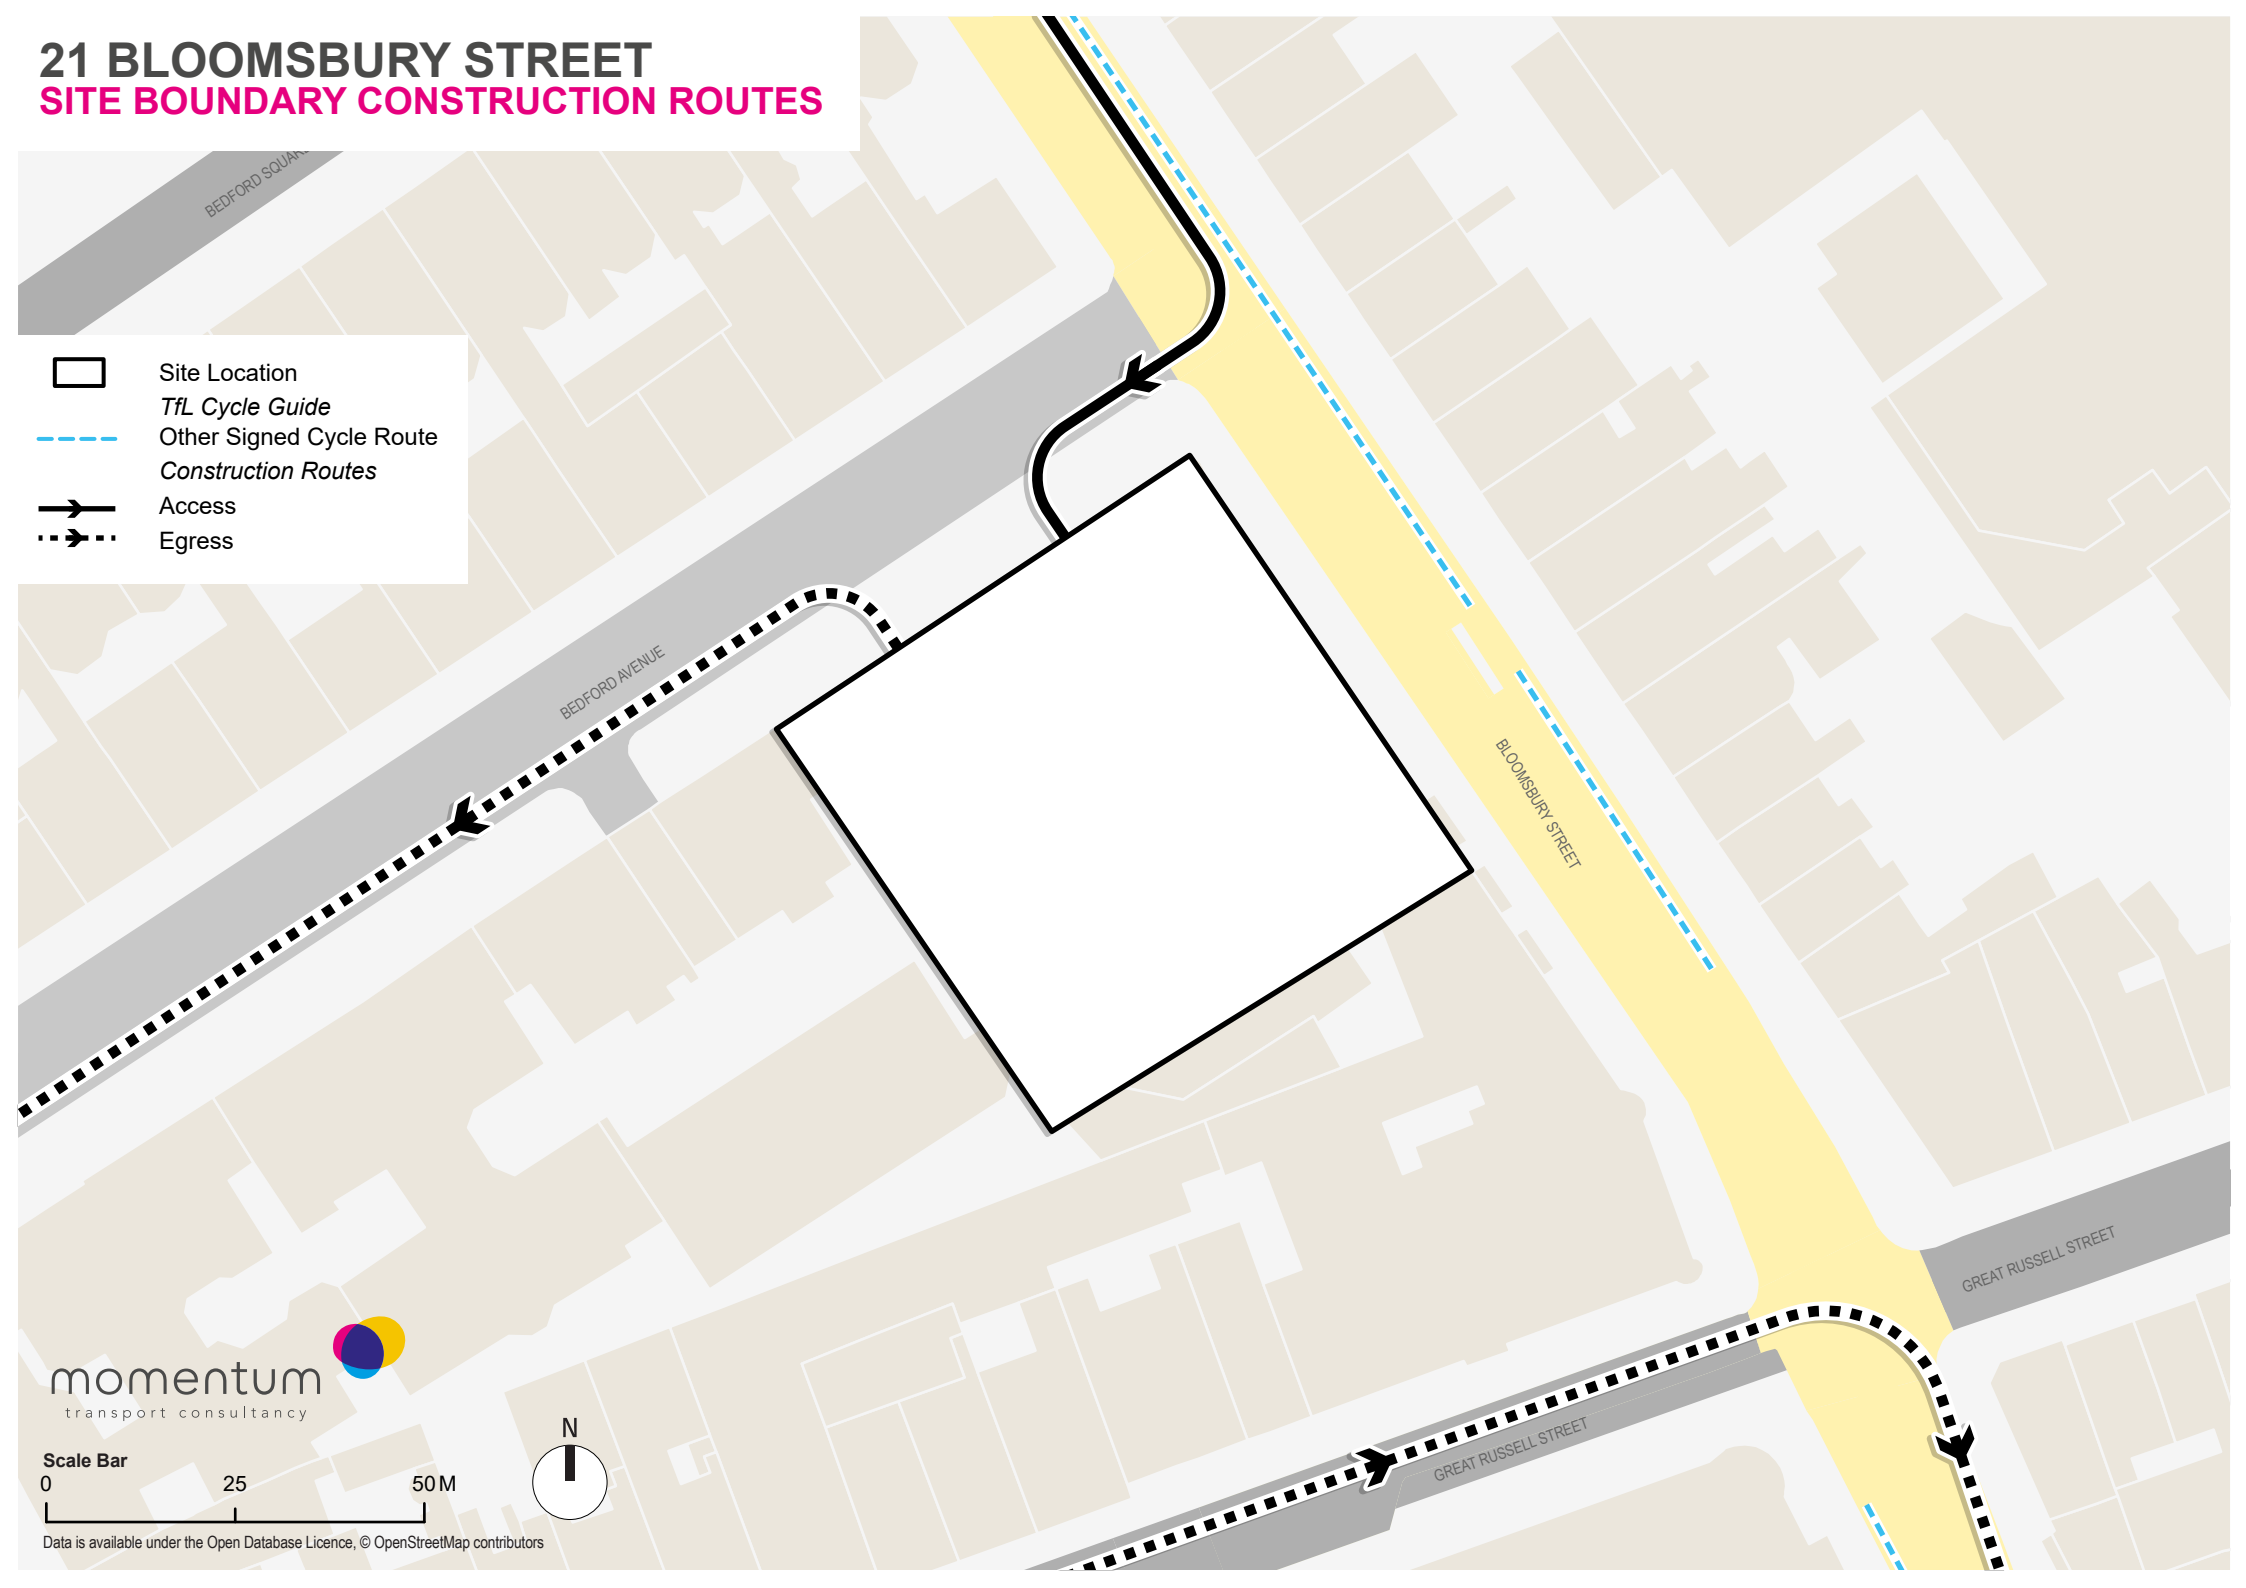 21 BLOOMSBURY STREET
SITE BOUNDARY CONSTRUCTION ROUTES
BEDFORD SQUARE
Site Location
TfL Cycle Guide
Other Signed Cycle Route
Construction Routes
Access
Egress
BEDFORD AVENUE
BLOOMSBURY STREET
GREAT RUSSELL STREET
GREAT RUSSELL STREET
momentum
transport consultancy
N
Scale Bar
0 25 50 M
Data is available under the Open Database Licence, © OpenStreetMap contributors